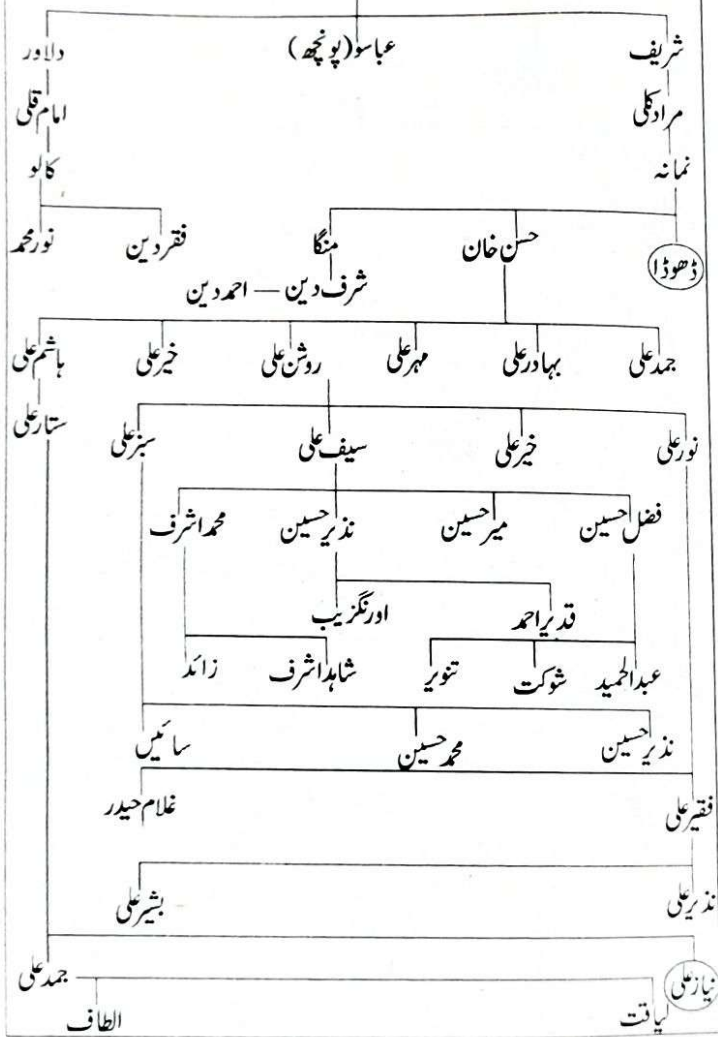 شریف عباسو (پونچھ) دلاور
مراد کلی امام قلی
نمانہ کالو
ڈھوڈا حسن خان منگا فقر دین نور محمد
شرف دین — احمد دین
جمد علی بہادر علی مہر علی روشن علی خیر علی ہاشم علی
ستار علی
نور علی خیر علی سیف علی سبز علی
فضل حسین میر حسین نذیر حسین محمد اشرف
قدیر احمد اورنگزیب
عبدالحمید شوکت تنویر شاہد اشرف زائد
نذیر حسین محمد حسین سائیں
فقیر علی غلام حیدر
نذیر علی بشیر علی
نیاز علی جمد علی
لیاقت الطاف